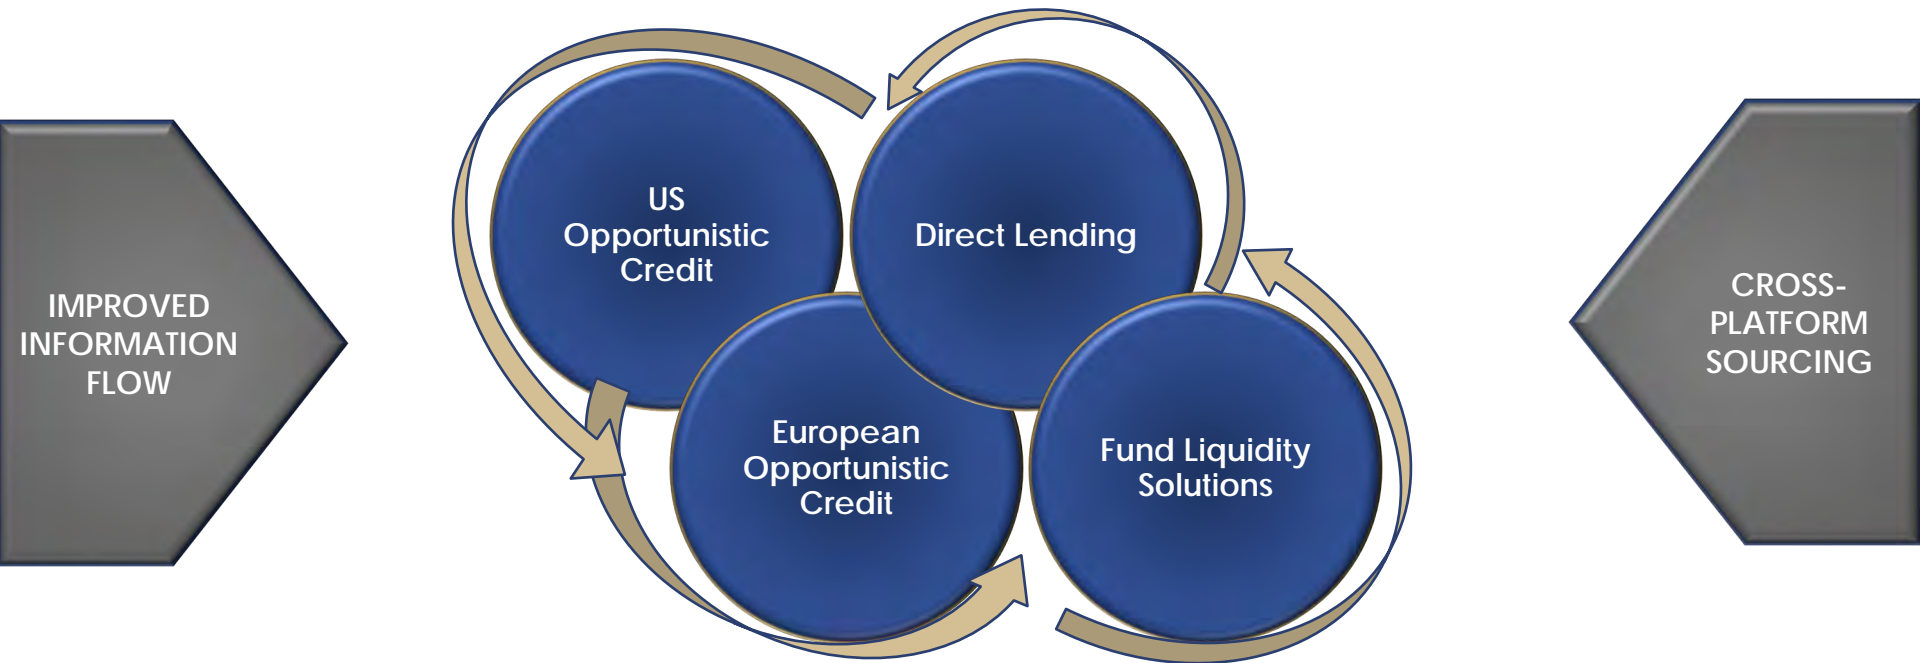 IMPROVED
INFORMATION
FLOW
US
Opportunistic
Credit
European
Opportunistic
Credit
Direct Lending
Fund Liquidity
Solutions
CROSS-
PLATFORM
SOURCING